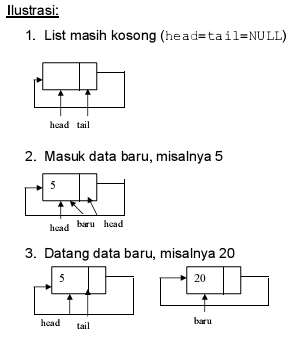 Ilustrasi:
1. List masih kosong (head=tail=NULL)
head tail
2. Masuk data baru, misalnya 5
5
head baru head
3. Datang data baru, misalnya 20
5 20
head tail baru